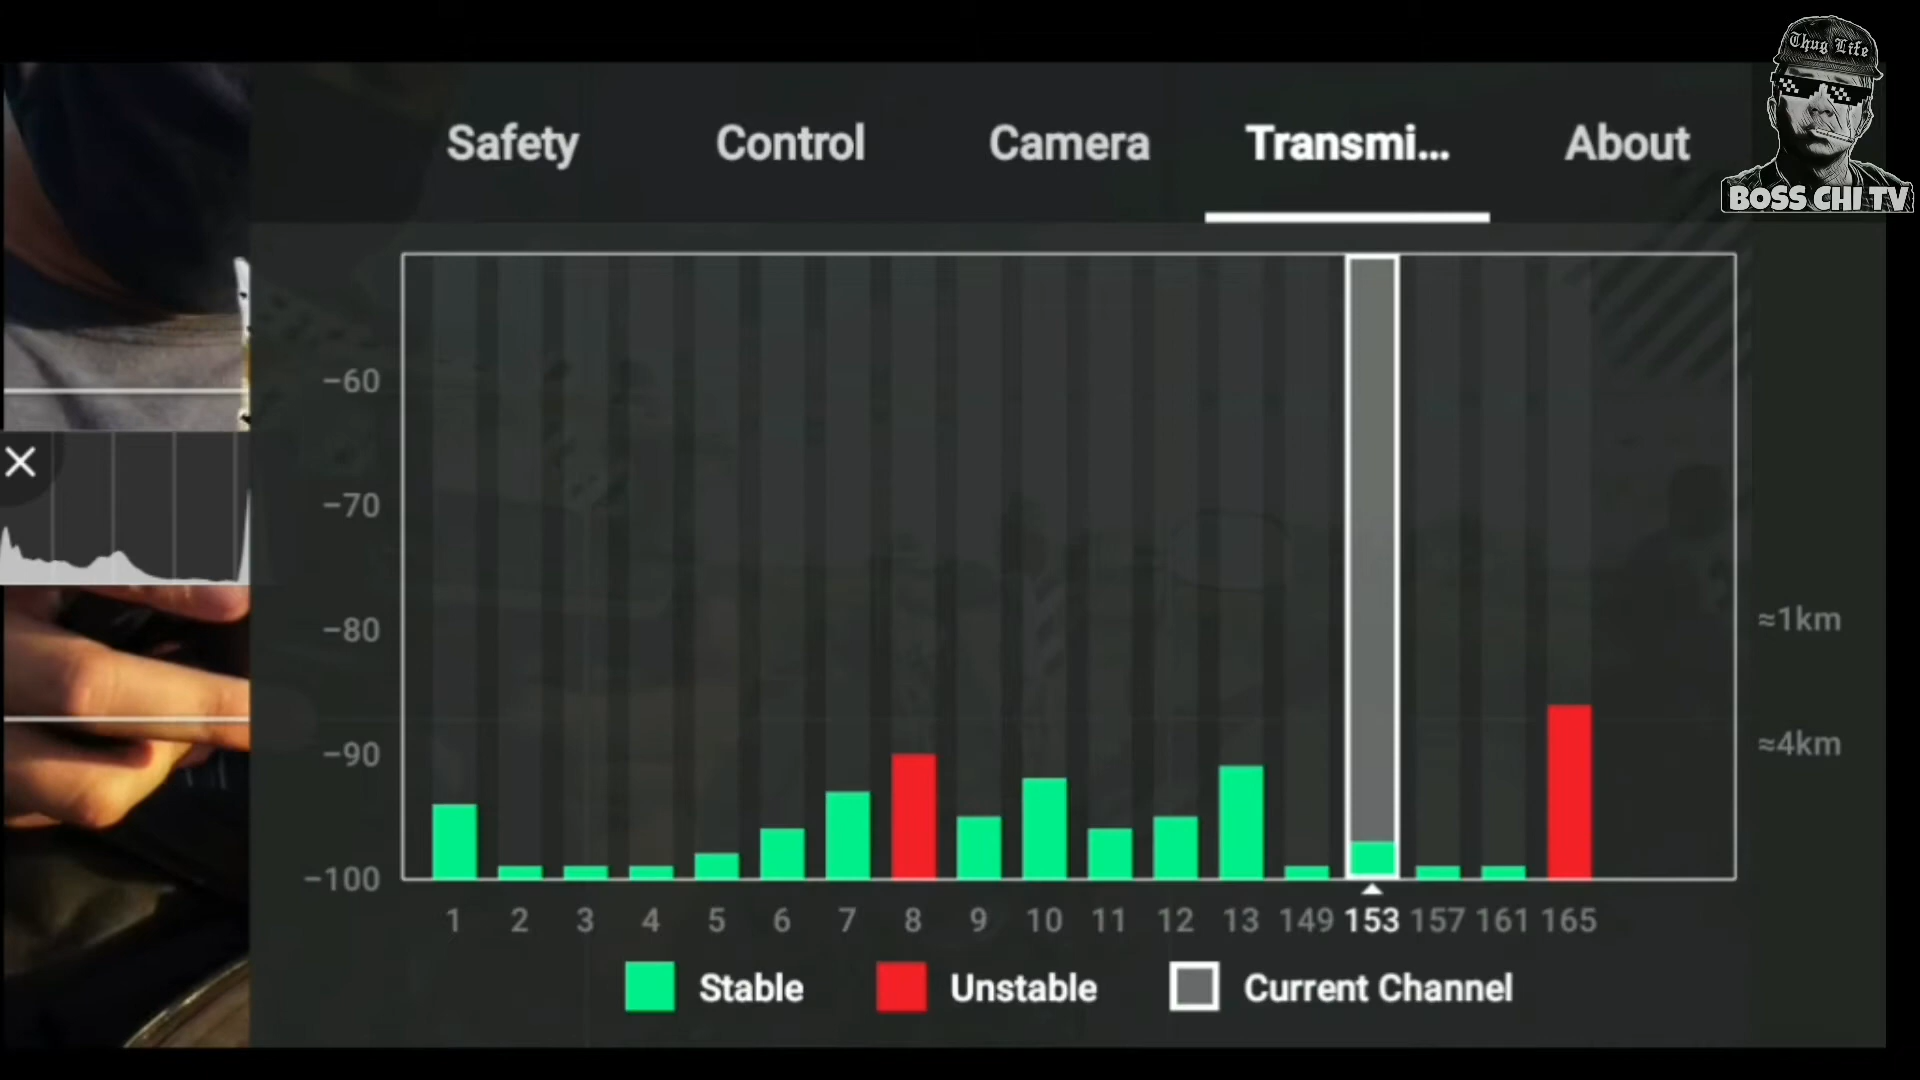 Thug Life
BOSS CHI TV
Safety Control Camera Transmi... About
−60
−70
−80
−90
−100
≈1km
≈4km
1 2 3 4 5 6 7 8 9 10 11 12 13 149 153 157 161 165
Stable Unstable Current Channel